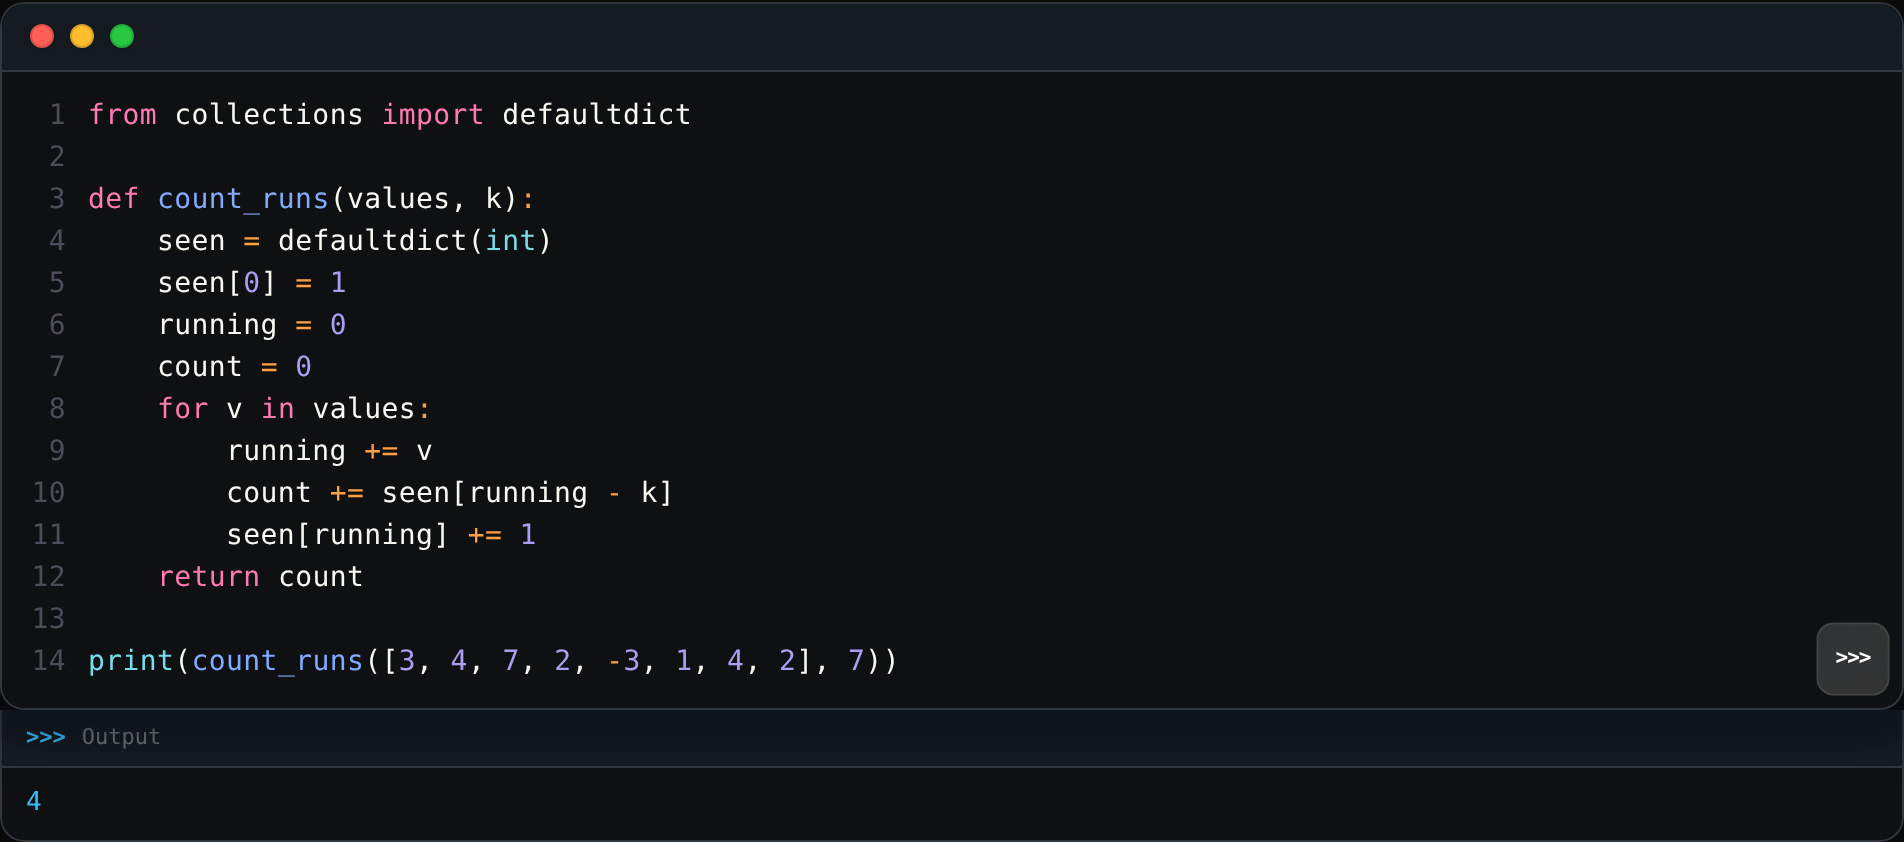 1 from collections import defaultdict
2
3 def count_runs(values, k):
4     seen = defaultdict(int)
5     seen[0] = 1
6     running = 0
7     count = 0
8     for v in values:
9         running += v
10         count += seen[running - k]
11         seen[running] += 1
12     return count
13
14 print(count_runs([3, 4, 7, 2, -3, 1, 4, 2], 7))
>>>
>>> Output
4